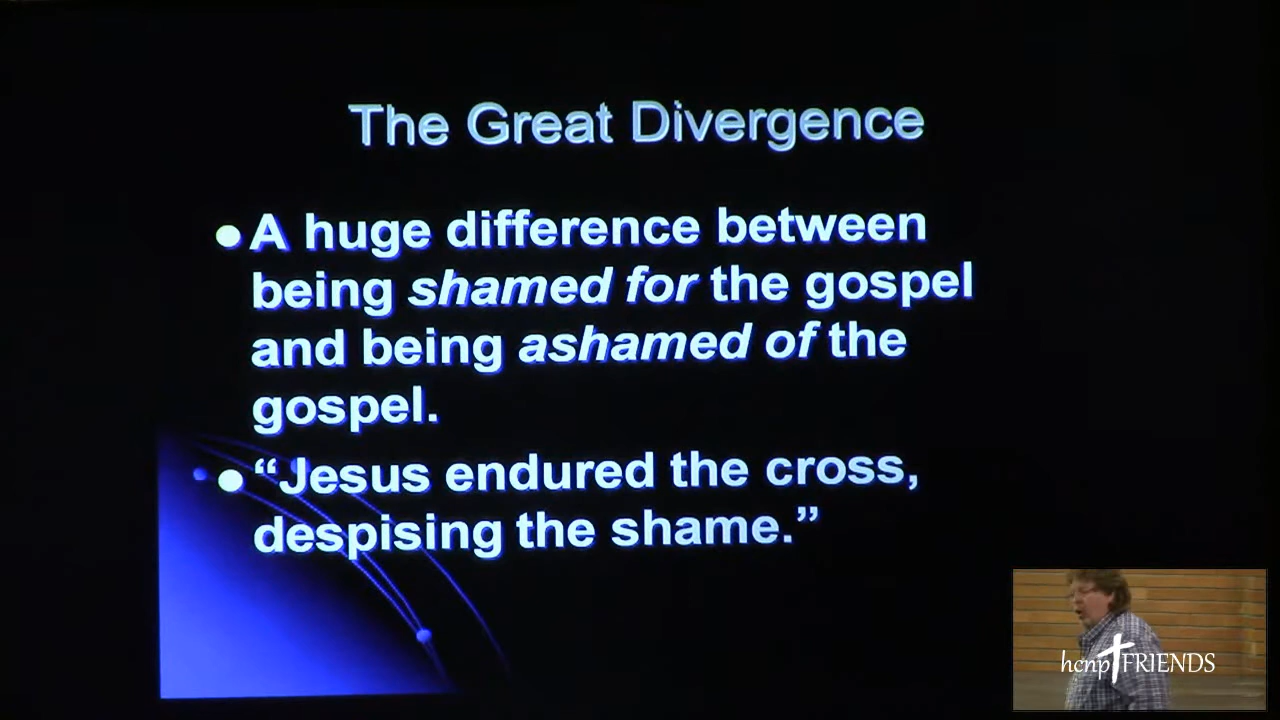 The Great Divergence
● A huge difference between
being shamed for the gospel
and being ashamed of the
gospel.
● “Jesus endured the cross,
despising the shame.”
hcnp FRIENDS